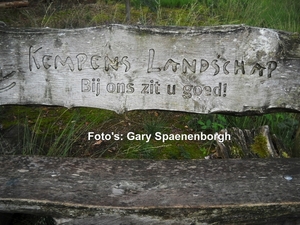 KEMPENS LANDSCHAP
Bij ons zit u goed!
Foto's: Gary Spaenenborgh